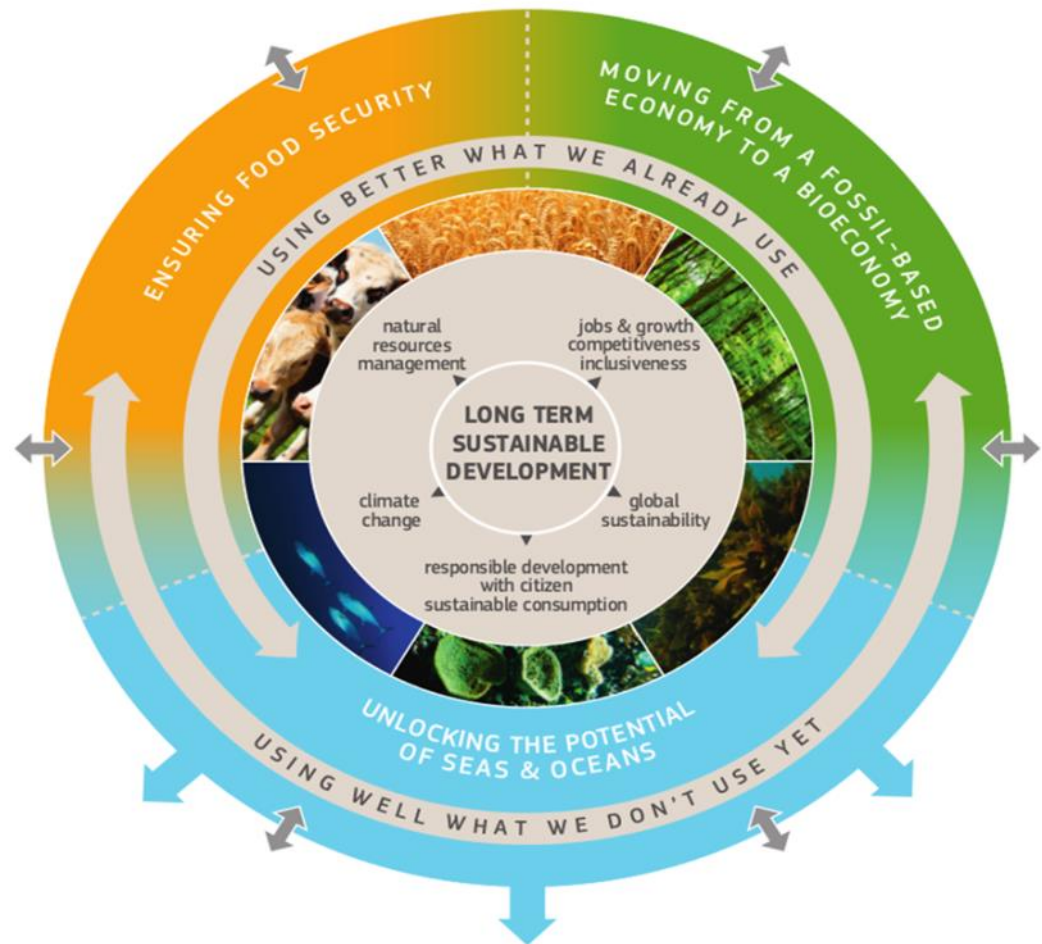 ENSURING FOOD SECURITY
MOVING FROM A FOSSIL-BASED
ECONOMY TO A BIOECONOMY
USING BETTER WHAT WE ALREADY USE
natural
resources
management
jobs & growth
competitiveness
inclusiveness
LONG TERM
SUSTAINABLE
DEVELOPMENT
climate
change
global
sustainability
responsible development
with citizen
sustainable consumption
UNLOCKING THE POTENTIAL
OF SEAS & OCEANS
USING WELL WHAT WE DON'T USE YET